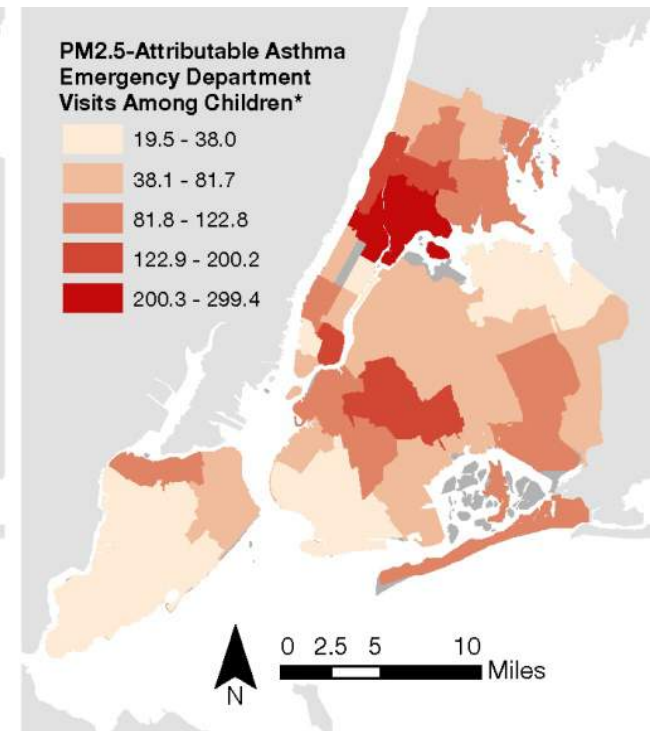 PM2.5-Attributable Asthma
Emergency Department
Visits Among Children*
19.5 - 38.0
38.1 - 81.7
81.8 - 122.8
122.9 - 200.2
200.3 - 299.4
0 2.5 5 10
Miles
N